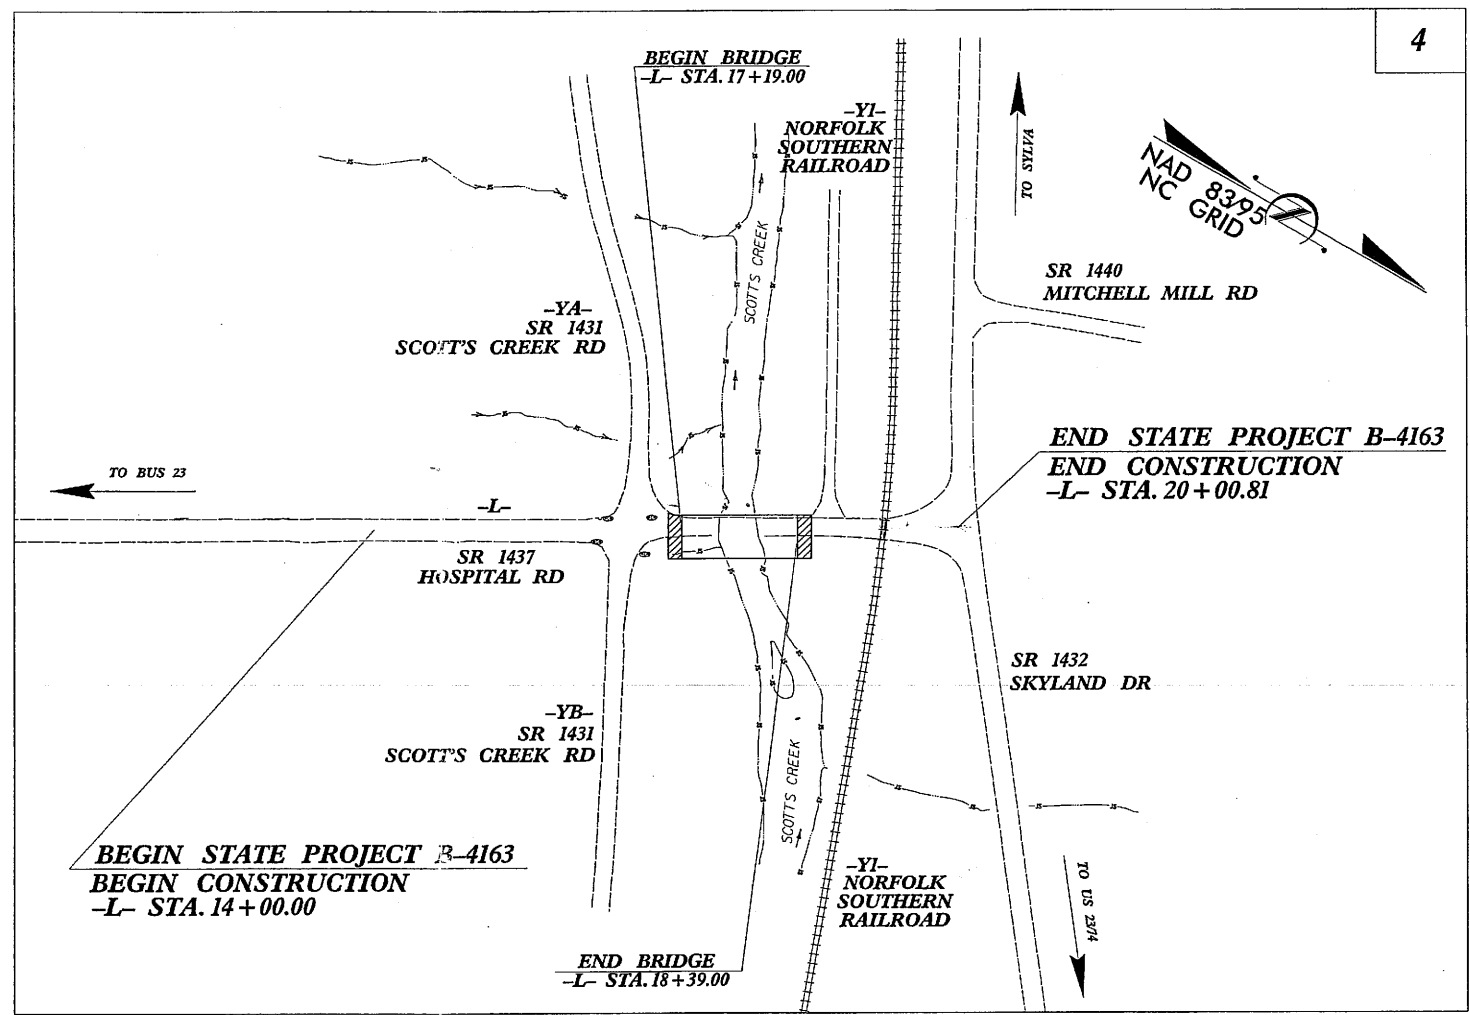 4
BEGIN BRIDGE
-L- STA. 17+19.00
-Y1-
NORFOLK
SOUTHERN
RAILROAD
TO SYLVA
NAD 83/95
NC GRID
SCOTTS CREEK
SR 1440
MITCHELL MILL RD
-YA-
SR 1431
SCOTT'S CREEK RD
END STATE PROJECT B-4163
END CONSTRUCTION
-L- STA. 20+00.81
TO BUS 23
-L-
SR 1437
HOSPITAL RD
SR 1432
SKYLAND DR
-YB-
SR 1431
SCOTT'S CREEK RD
SCOTTS CREEK
BEGIN STATE PROJECT B-4163
BEGIN CONSTRUCTION
-L- STA. 14+00.00
-Y1-
NORFOLK
SOUTHERN
RAILROAD
TO US 23/74
END BRIDGE
-L- STA. 18+39.00